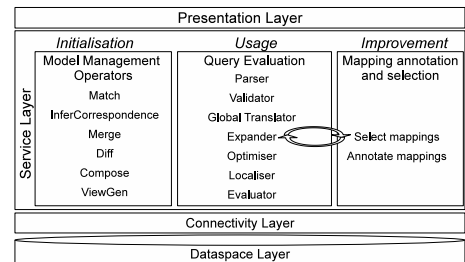 Presentation Layer
Service Layer
Initialisation
Model Management
Operators
Match
InferCorrespondence
Merge
Diff
Compose
ViewGen
Usage
Query Evaluation
Parser
Validator
Global Translator
Expander
Optimiser
Localiser
Evaluator
Improvement
Mapping annotation
and selection
Select mappings
Annotate mappings
Connectivity Layer
Dataspace Layer